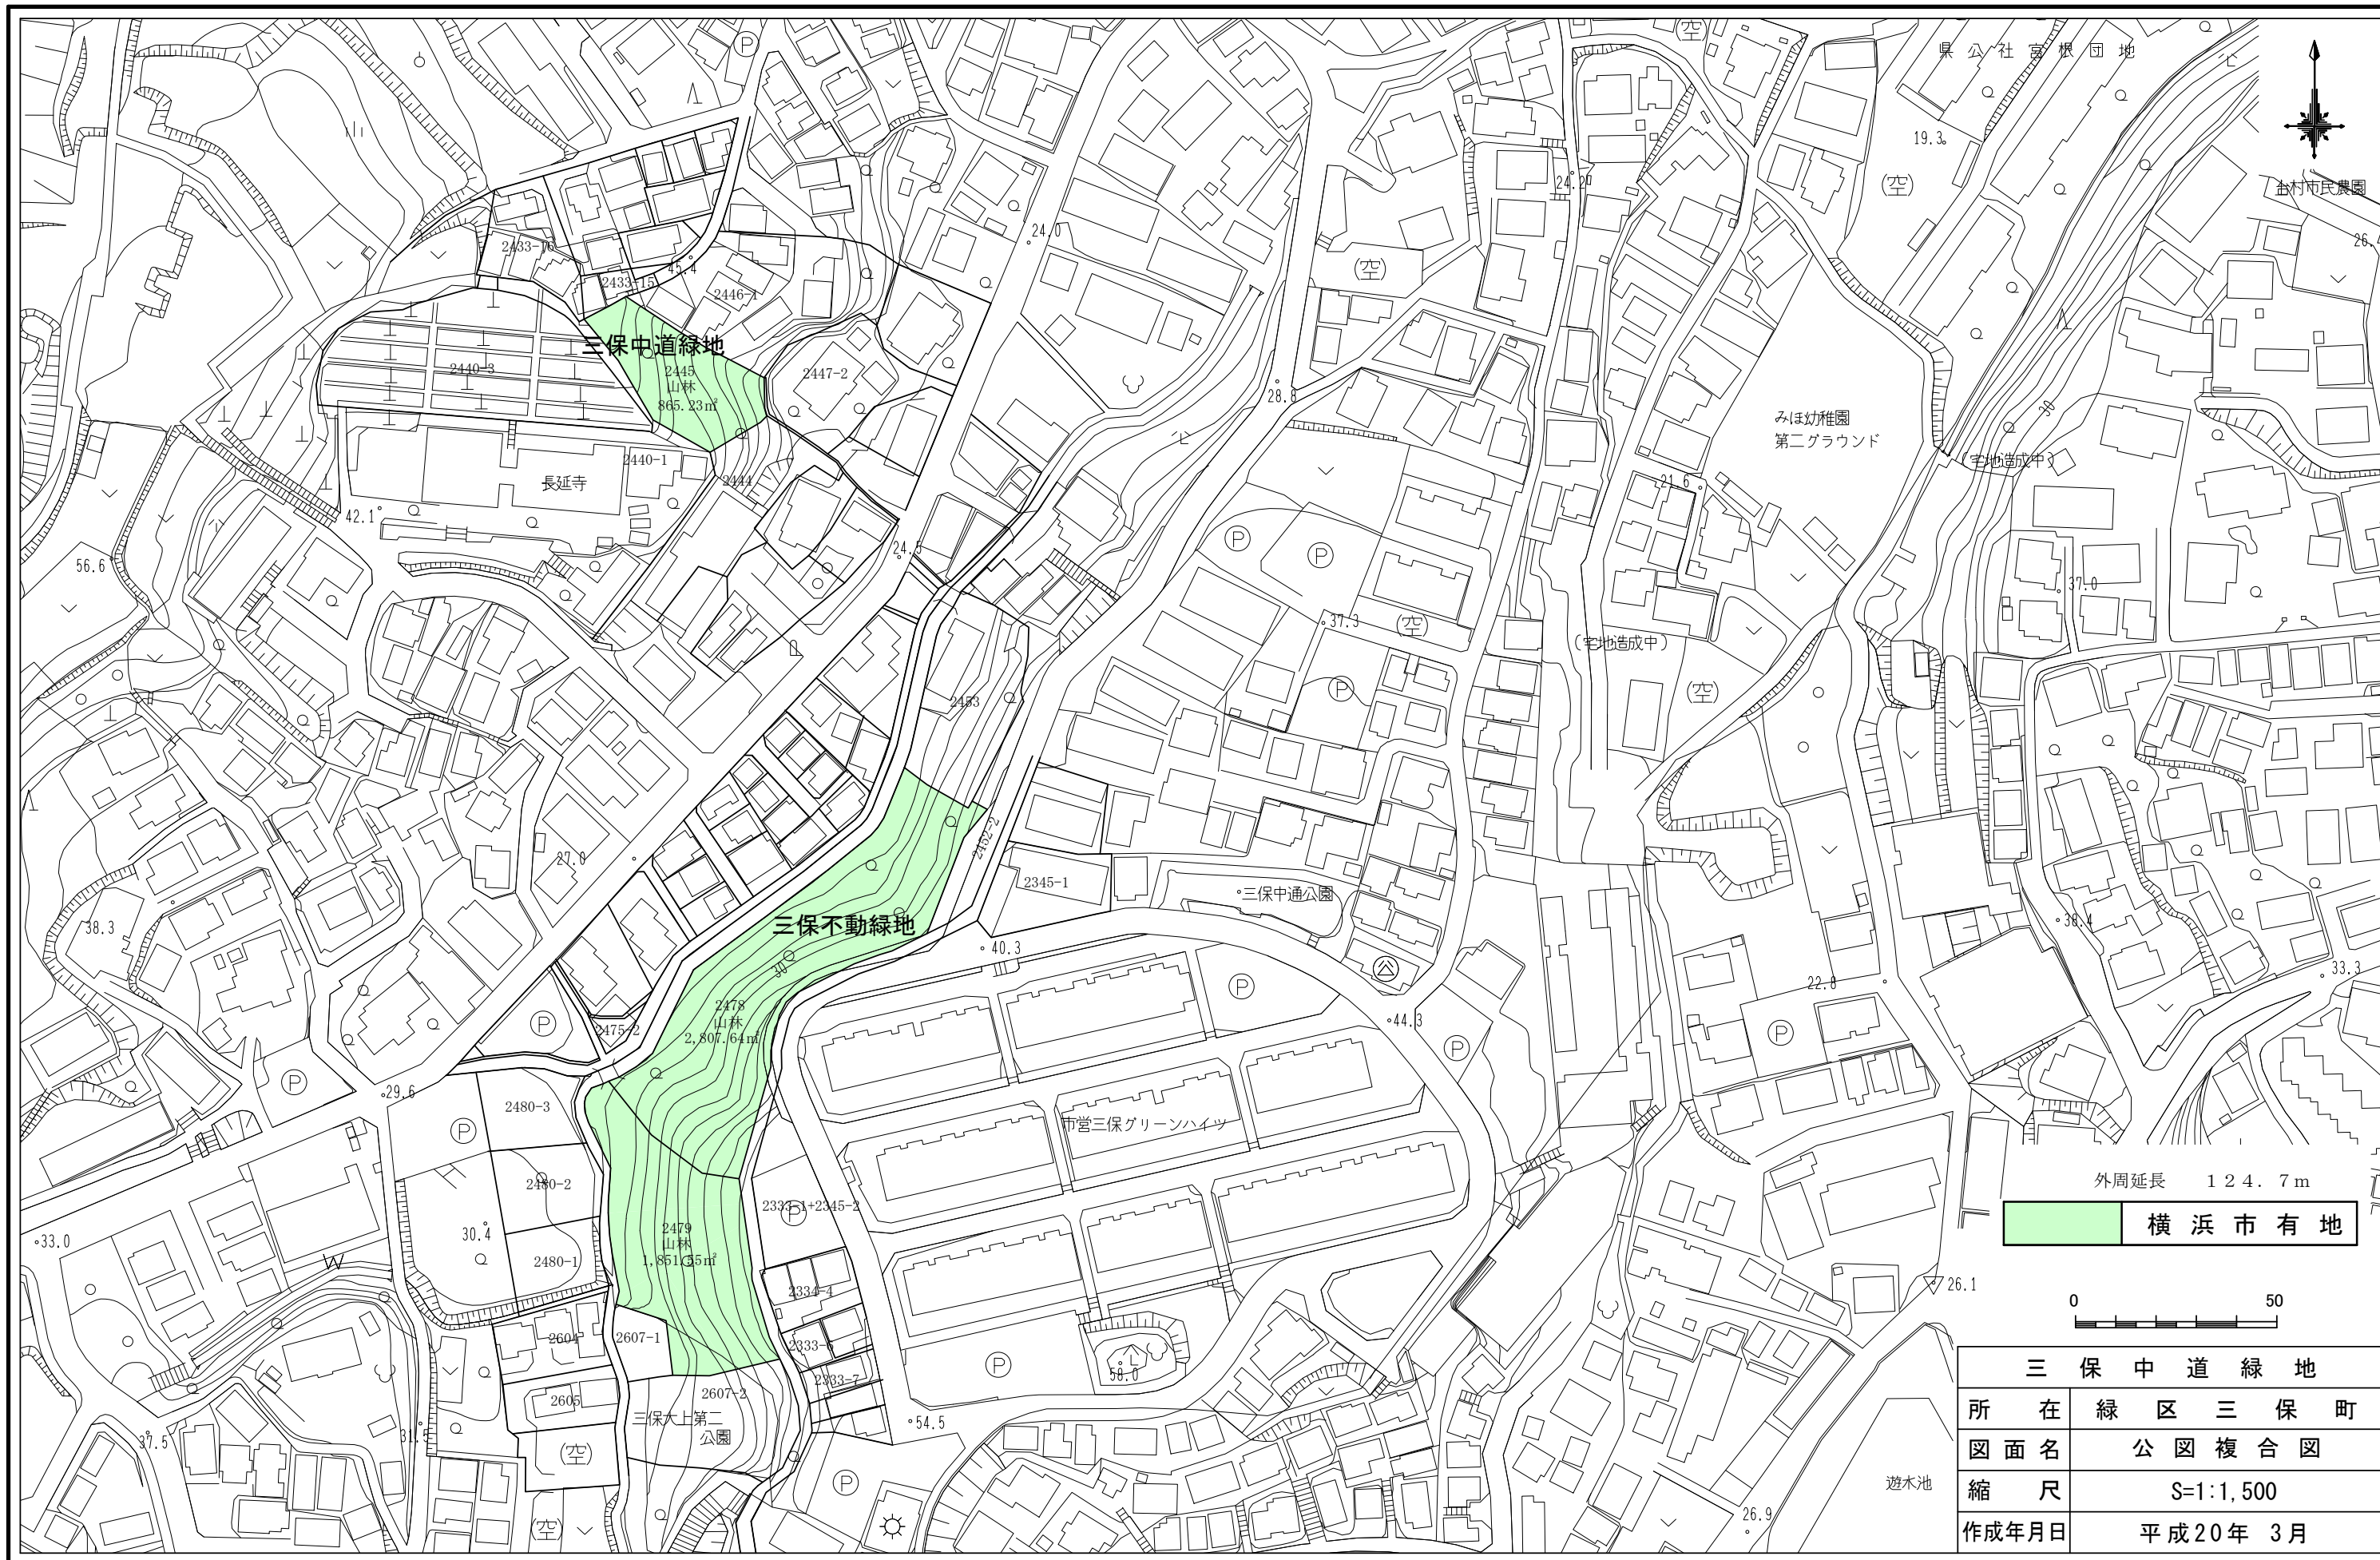 県公社宮根団地
(空)
19.3
(空)
24.2
24.0
(空)
26.
2433-16
45.4
2433-15
2446-1
三保中道緑地
2445
山林
865.23㎡
2440-3
2447-2
28.8
みほ幼稚園
第二グラウンド
30
(宅地造成中)
2440-1
長延寺
2444
42.1
21.6
24.5
56.6
37.0
37.3
(空)
(宅地造成中)
(空)
2453
2452-2
27.0
2345-1
三保中通公園
三保不動緑地
38.3
38.4
40.3
30
33.3
22.8
2478
山林
2,807.64㎡
2475-2
44.3
29.6
2480-3
市営三保グリーンハイツ
2480-2
外周延長 124.7m
2333-1+2345-2
横浜市有地
2479
山林
1,851.55㎡
33.0
30.4
2480-1
26.1
2334-4
0 50
2604
2607-1
2333-6
58.0
三保中道緑地
2333-7
2607-2
2605
所在 緑区三保町
三保大上第二
公園
54.5
37.5
31.5
図面名 公図複合図
(空)
遊水池
縮尺 S=1:1,500
26.9
(空)
作成年月日 平成20年 3月
P
P
P
P
P
P
P
P
P
P
P
P
P
P
公